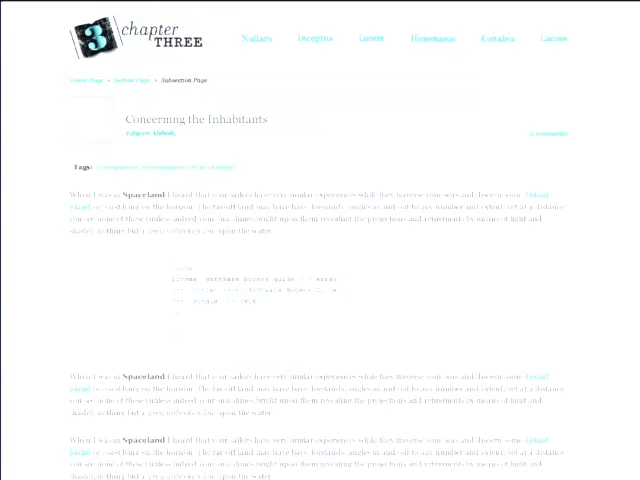 3 chapter
THREE
Nullam Inceptus Lorem Himenaeos Conubia Lacus
Home Page Section Page Subsection Page
Concerning the Inhabitants
2 comments
Tags:
When I was in Spaceland I heard that your sailors have very similar experiences while they traverse your seas and discern some distant
island or coast lying on the horizon. The far-off land may have bays, forelands, angles in and out to any number and extent; yet at a distance
you see none of these (unless indeed your sun shines bright upon them revealing the projections and retirements by means of light and
shade), nothing but a grey unbroken line upon the water.
When I was in Spaceland I heard that your sailors have very similar experiences while they traverse your seas and discern some distant
island or coast lying on the horizon. The far-off land may have bays, forelands, angles in and out to any number and extent; yet at a distance
you see none of these (unless indeed your sun shines bright upon them revealing the projections and retirements by means of light and
shade), nothing but a grey unbroken line upon the water.
When I was in Spaceland I heard that your sailors have very similar experiences while they traverse your seas and discern some distant
island or coast lying on the horizon. The far-off land may have bays, forelands, angles in and out to any number and extent; yet at a distance
you see none of these (unless indeed your sun shines bright upon them revealing the projections and retirements by means of light and
shade), nothing but a grey unbroken line upon the water.